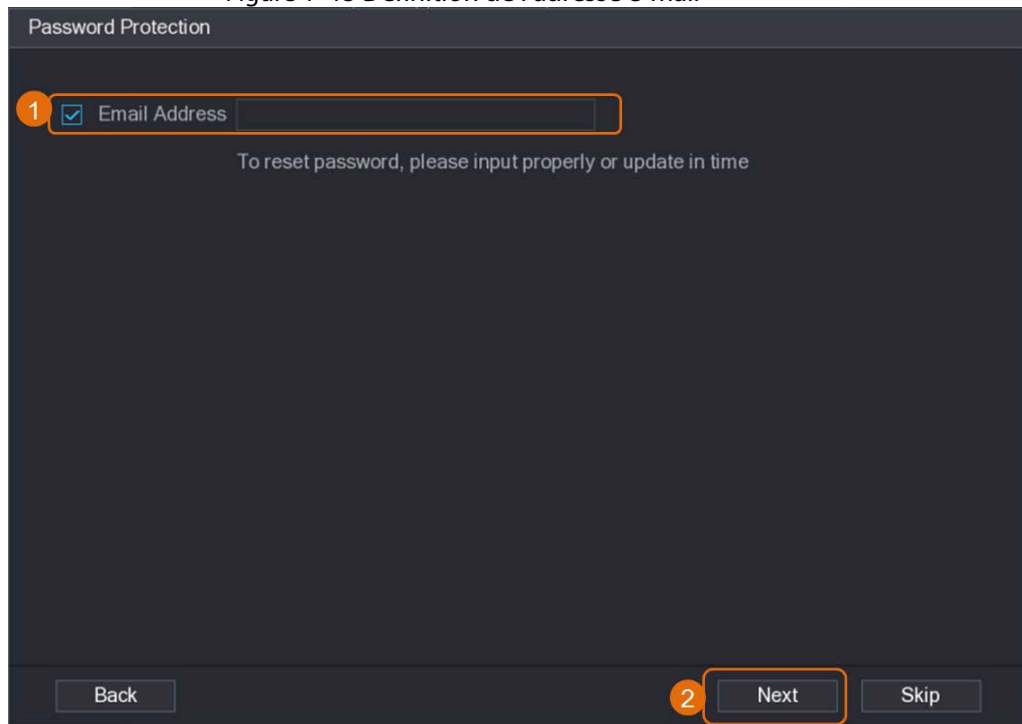 Password Protection
1 Email Address
To reset password, please input properly or update in time
Back 2 Next Skip